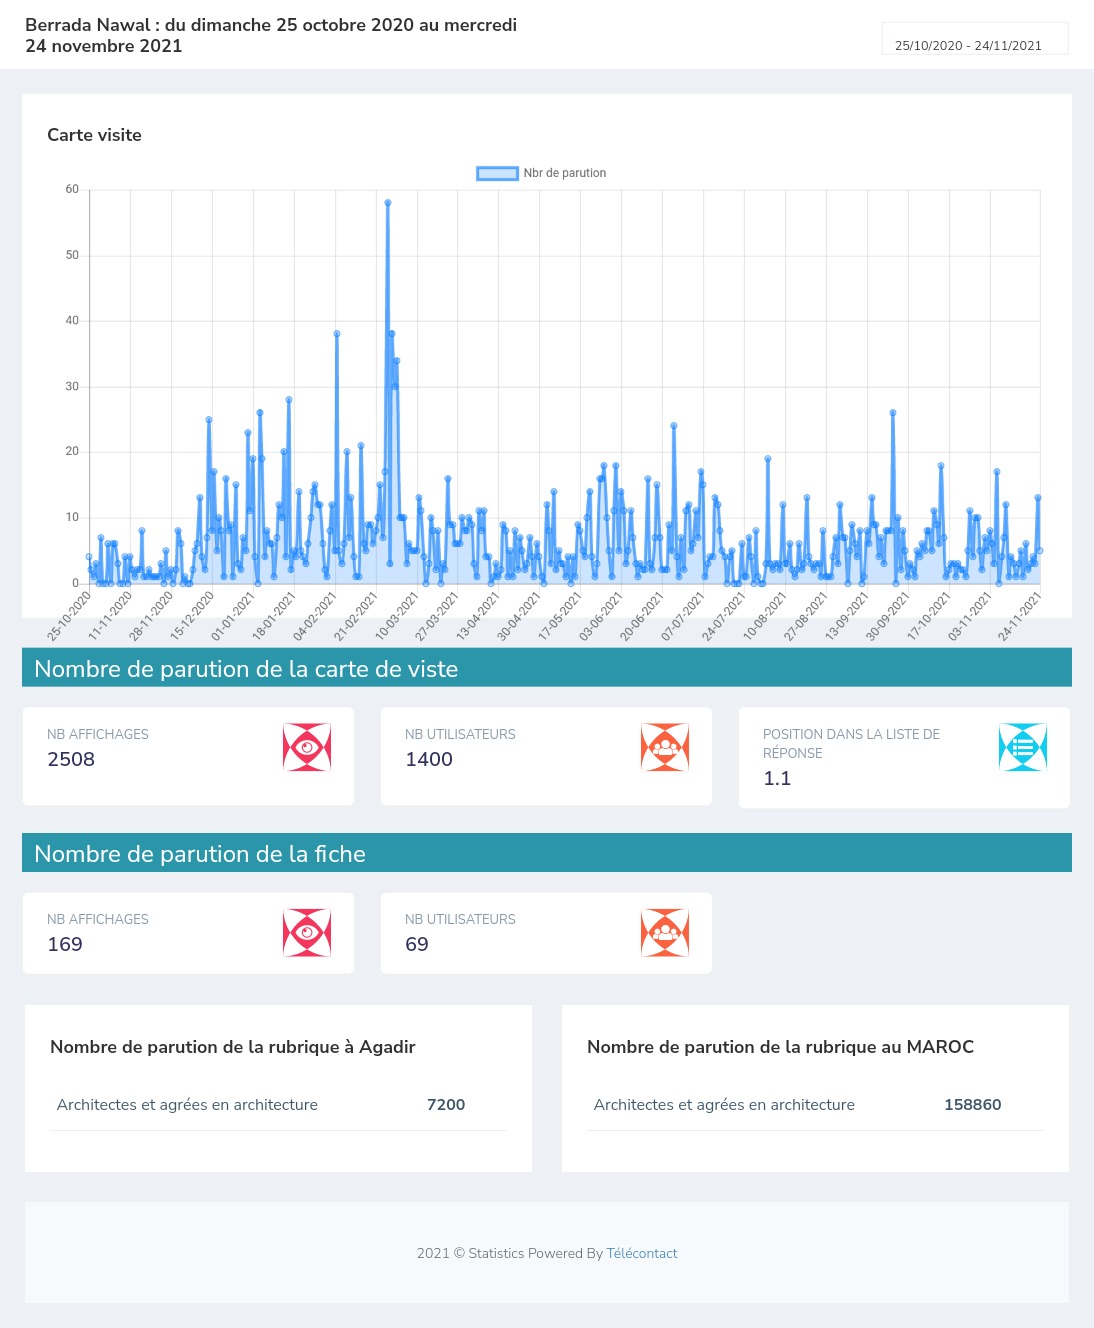 Berrada Nawal : du dimanche 25 octobre 2020 au mercredi
24 novembre 2021
25/10/2020 - 24/11/2021
Carte visite
Nbr de parution
60
50
40
30
20
10
0
25-10-2020
11-11-2020
28-11-2020
15-12-2020
01-01-2021
18-01-2021
04-02-2021
21-02-2021
10-03-2021
27-03-2021
13-04-2021
30-04-2021
17-05-2021
03-06-2021
20-06-2021
07-07-2021
24-07-2021
10-08-2021
27-08-2021
13-09-2021
30-09-2021
17-10-2021
03-11-2021
24-11-2021
Nombre de parution de la carte de viste
NB AFFICHAGES
2508
NB UTILISATEURS
1400
POSITION DANS LA LISTE DE
RÉPONSE
1.1
Nombre de parution de la fiche
NB AFFICHAGES
169
NB UTILISATEURS
69
Nombre de parution de la rubrique à Agadir
Architectes et agrées en architecture 7200
Nombre de parution de la rubrique au MAROC
Architectes et agrées en architecture 158860
2021 © Statistics Powered By Télécontact